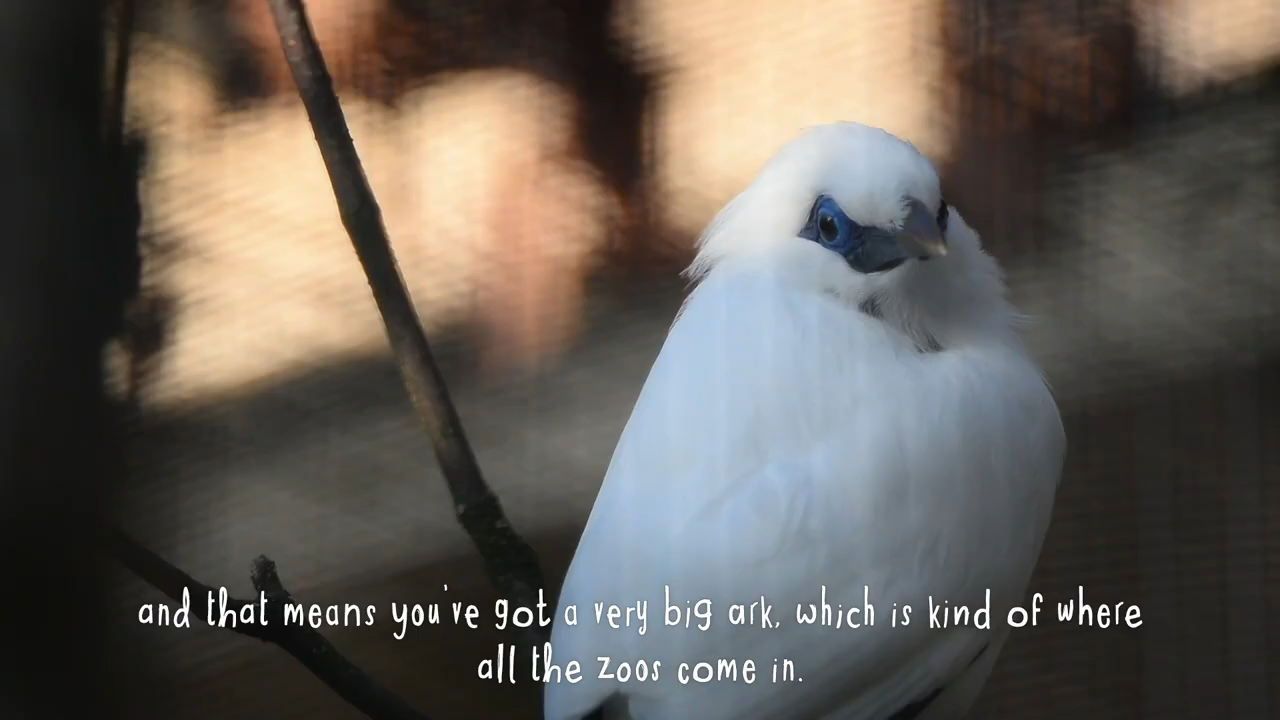 and that means you've got a very big ark, which is kind of where
all the zoos come in.